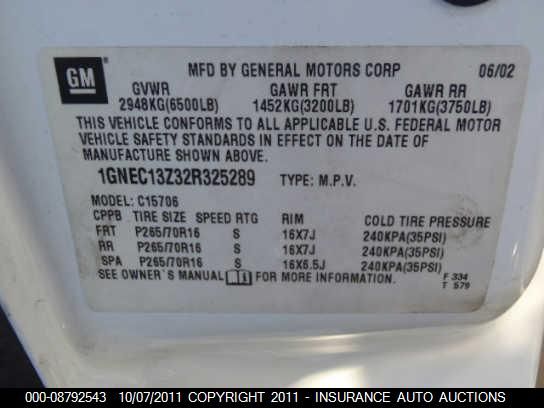 GM
MFD BY GENERAL MOTORS CORP 06/02
GVWR GAWR FRT GAWR RR
2948KG(6500LB) 1452KG(3200LB) 1701KG(3750LB)
THIS VEHICLE CONFORMS TO ALL APPLICABLE U.S. FEDERAL MOTOR
VEHICLE SAFETY STANDARDS IN EFFECT ON THE DATE OF
MANUFACTURE SHOWN ABOVE.
1GNEC13Z32R325289 TYPE: M.P.V.
MODEL: C15706
CPPB TIRE SIZE SPEED RTG RIM COLD TIRE PRESSURE
FRT P265/70R16 S 16X7J 240KPA(35PSI)
RR P265/70R16 S 16X7J 240KPA(35PSI)
SPA P265/70R16 S 16X6.5J 240KPA(35PSI)
SEE OWNER'S MANUAL FOR MORE INFORMATION. F 334
T 579
000-08792543 10/07/2011 COPYRIGHT 2011 - INSURANCE AUTO AUCTIONS